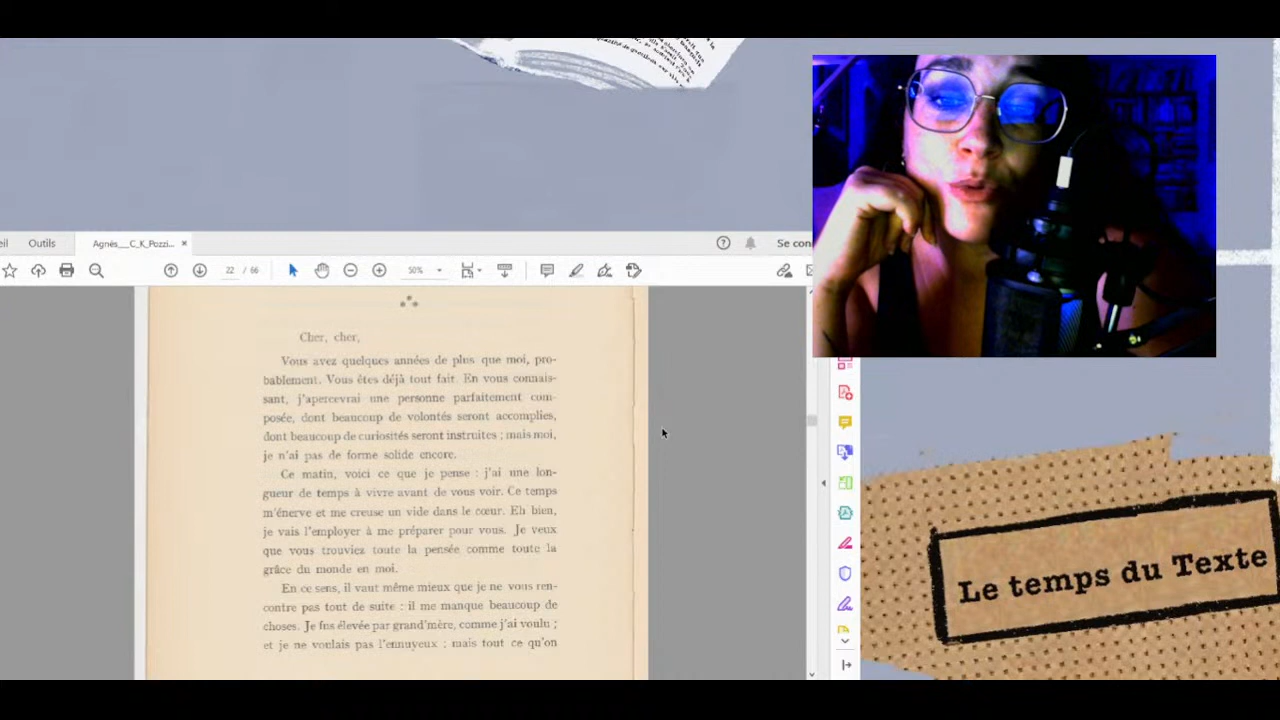 eil
Outils
Agnès__C_K_Pozzi...
Se con
22 / 66
50%
Cher, cher,
Vous avez quelques années de plus que moi, pro-
bablement. Vous êtes déjà tout fait. En vous connais-
sant, j'apercevrai une personne parfaitement com-
posée, dont beaucoup de volontés seront accomplies,
dont beaucoup de curiosités seront instruites ; mais moi,
je n'ai pas de forme solide encore.
Ce matin, voici ce que je pense : j'ai une lon-
gueur de temps à vivre avant de vous voir. Ce temps
m'énerve et me creuse un vide dans le cœur. Eh bien,
je vais l'employer à me préparer pour vous. Je veux
que vous trouviez toute la pensée comme toute la
grâce du monde en moi.
En ce sens, il vaut même mieux que je ne vous ren-
contre pas tout de suite : il me manque beaucoup de
choses. Je fus élevée par grand'mère, comme j'ai voulu ;
et je ne voulais pas l'ennuyeux ; mais tout ce qu'on
Le temps du Texte